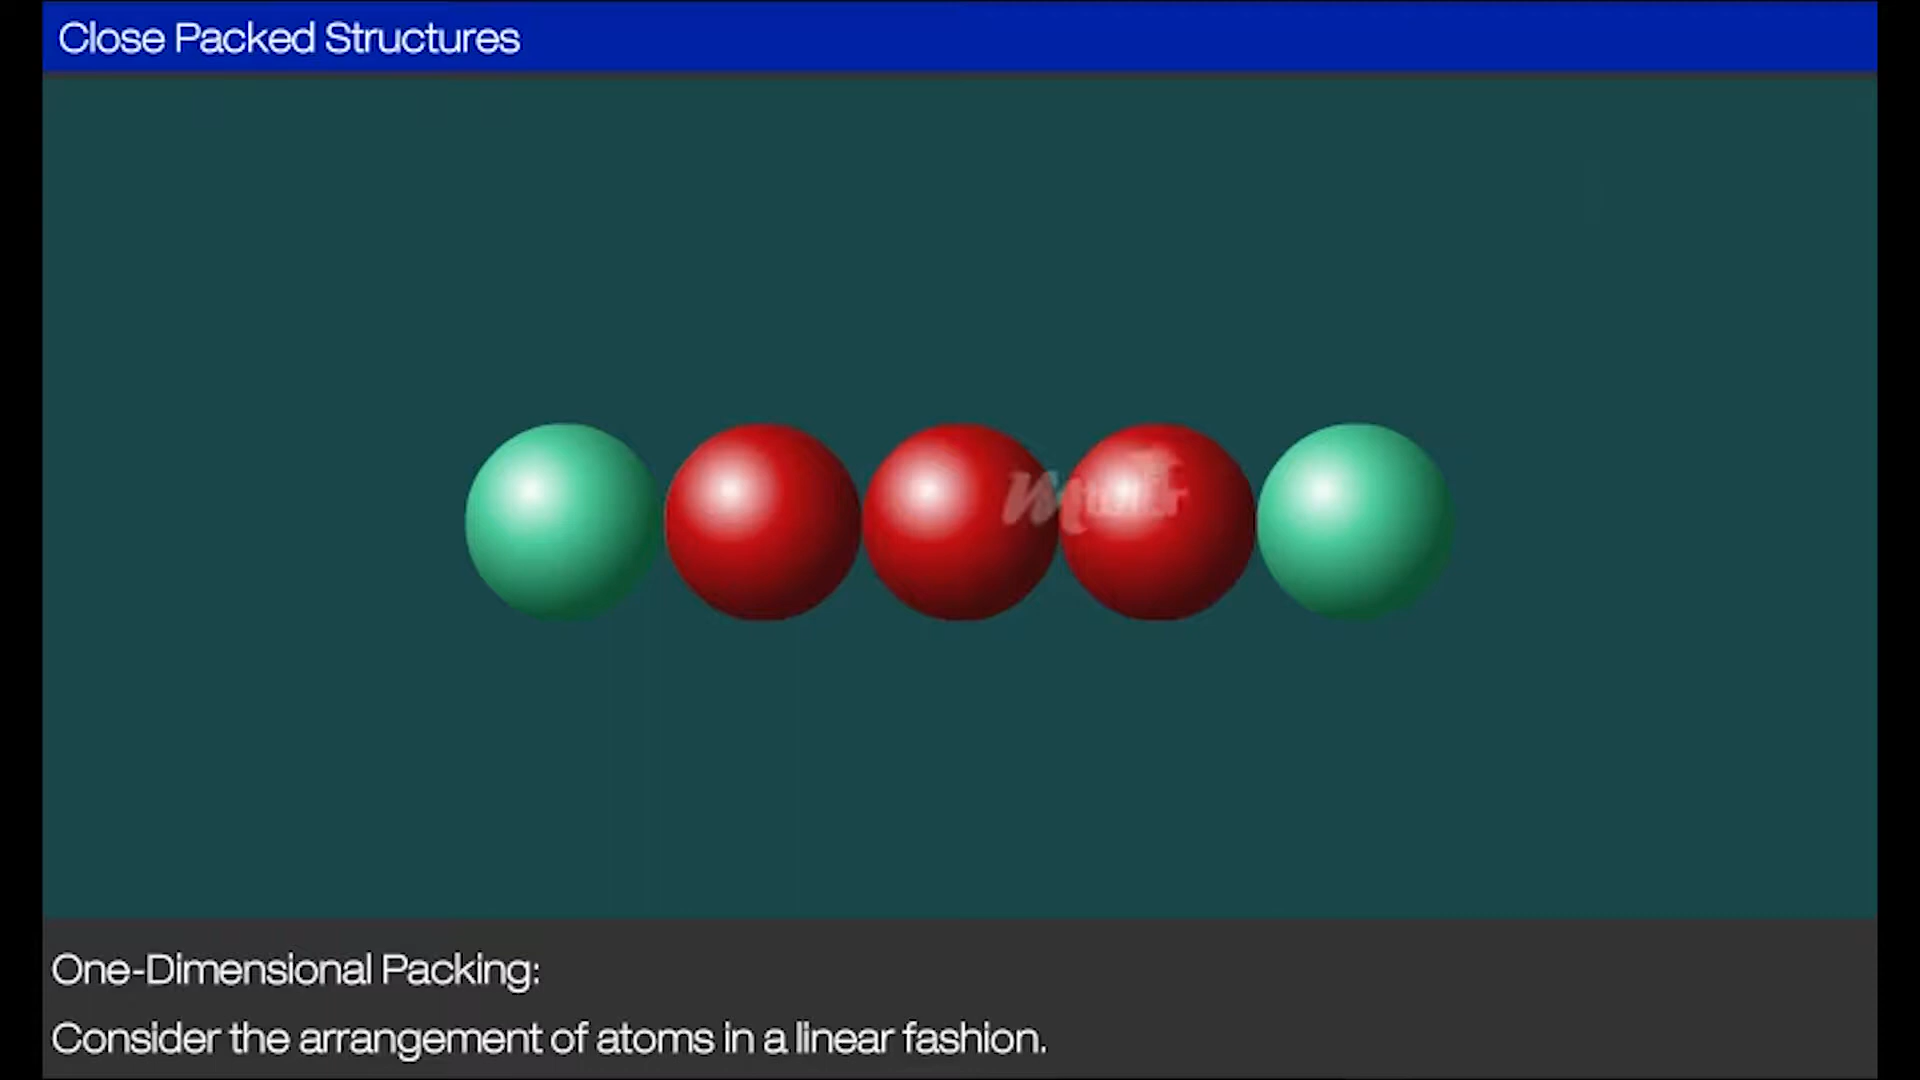 Close Packed Structures
One-Dimensional Packing:
Consider the arrangement of atoms in a linear fashion.